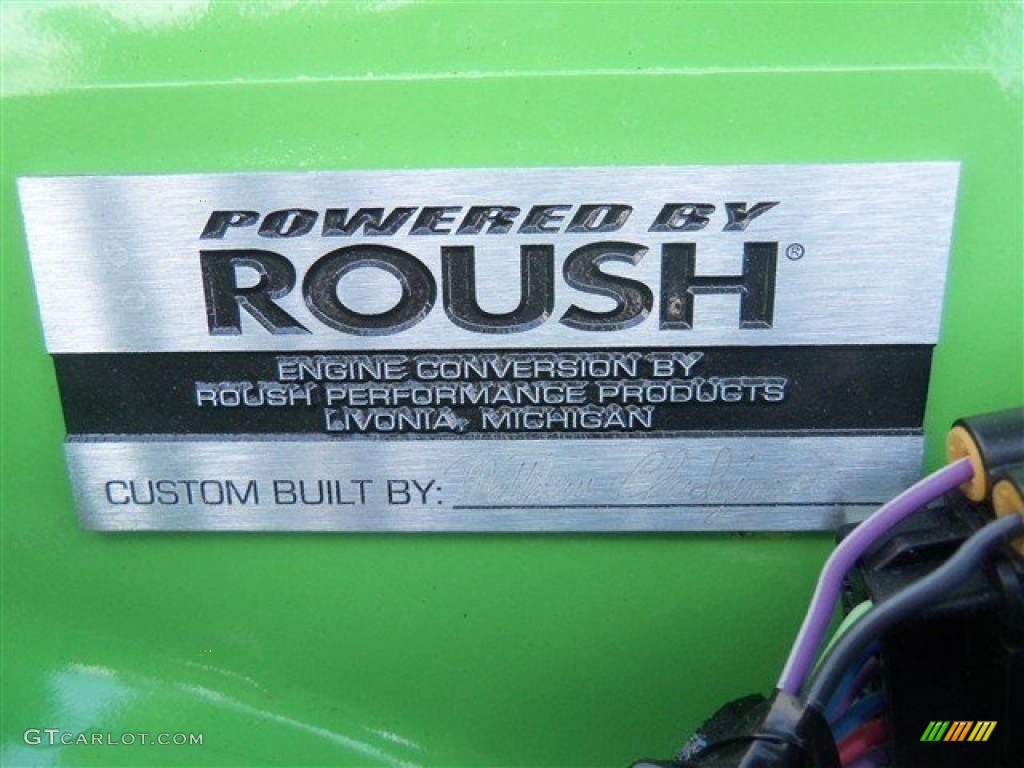 POWERED BY
ROUSH®
ENGINE CONVERSION BY
ROUSH PERFORMANCE PRODUCTS
LIVONIA, MICHIGAN
CUSTOM BUILT BY:
GTCARLOT.COM